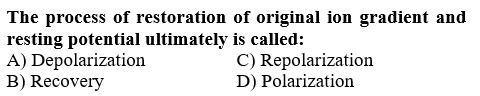 The process of restoration of original ion gradient and
resting potential ultimately is called:
A) Depolarization C) Repolarization
B) Recovery D) Polarization